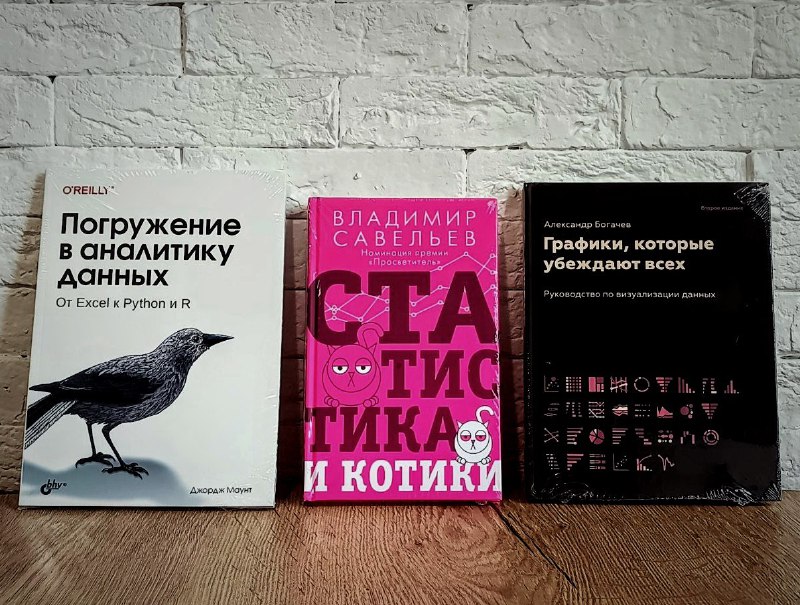 O'REILLY®
Погружение
в аналитику
данных
От Excel к Python и R
bhv®
Джордж Маунт
ВЛАДИМИР
САВЕЛЬЕВ
Номинация премии
«Просветитель»
СТА
ТИС
ТИКА
И КОТИКИ
Второе издание
Александр Богачев
Графики, которые
убеждают всех
Руководство по визуализации данных